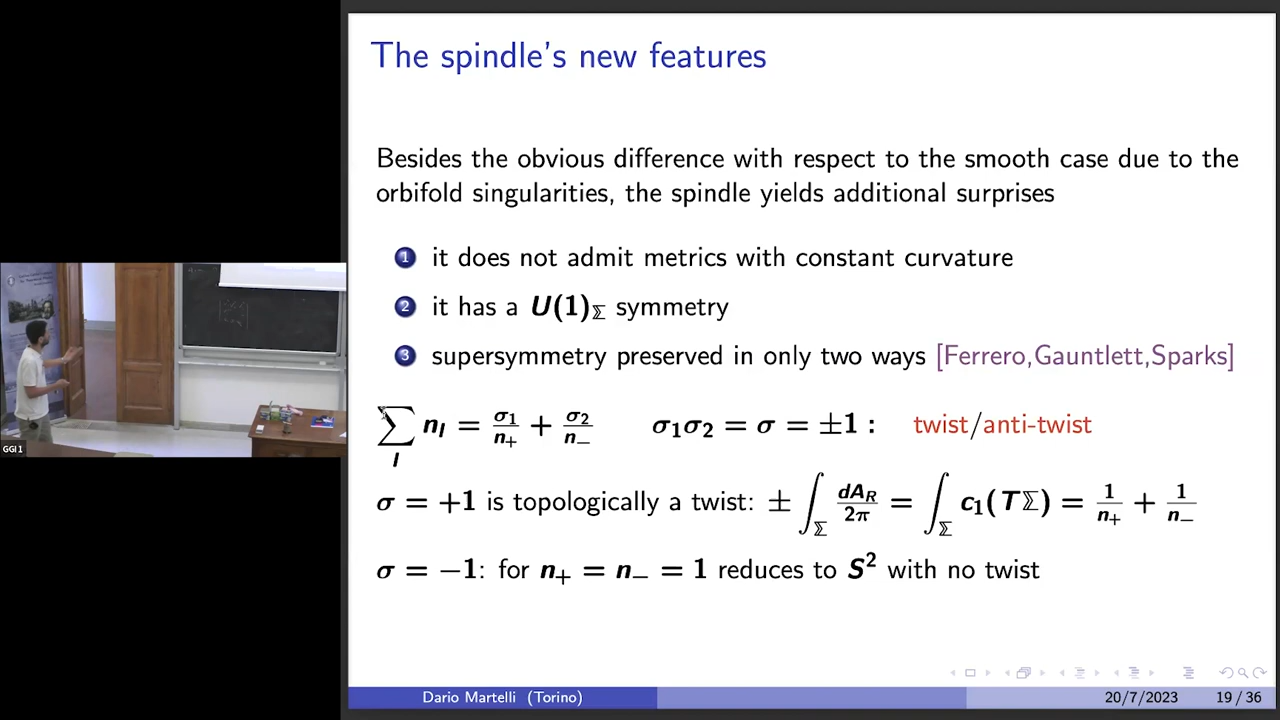 The spindle's new features
Besides the obvious difference with respect to the smooth case due to the
orbifold singularities, the spindle yields additional surprises
1 it does not admit metrics with constant curvature
2 it has a U(1)_Σ symmetry
3 supersymmetry preserved in only two ways [Ferrero,Gauntlett,Sparks]
∑_I n_I = σ₁/n₊ + σ₂/n₋ σ₁σ₂ = σ = ±1 : twist/anti-twist
σ = +1 is topologically a twist: ± ∫_Σ dA_R/2π = ∫_Σ c₁(TΣ) = 1/n₊ + 1/n₋
σ = −1: for n₊ = n₋ = 1 reduces to S² with no twist
Dario Martelli (Torino) 20/7/2023 19 / 36
GGI 1